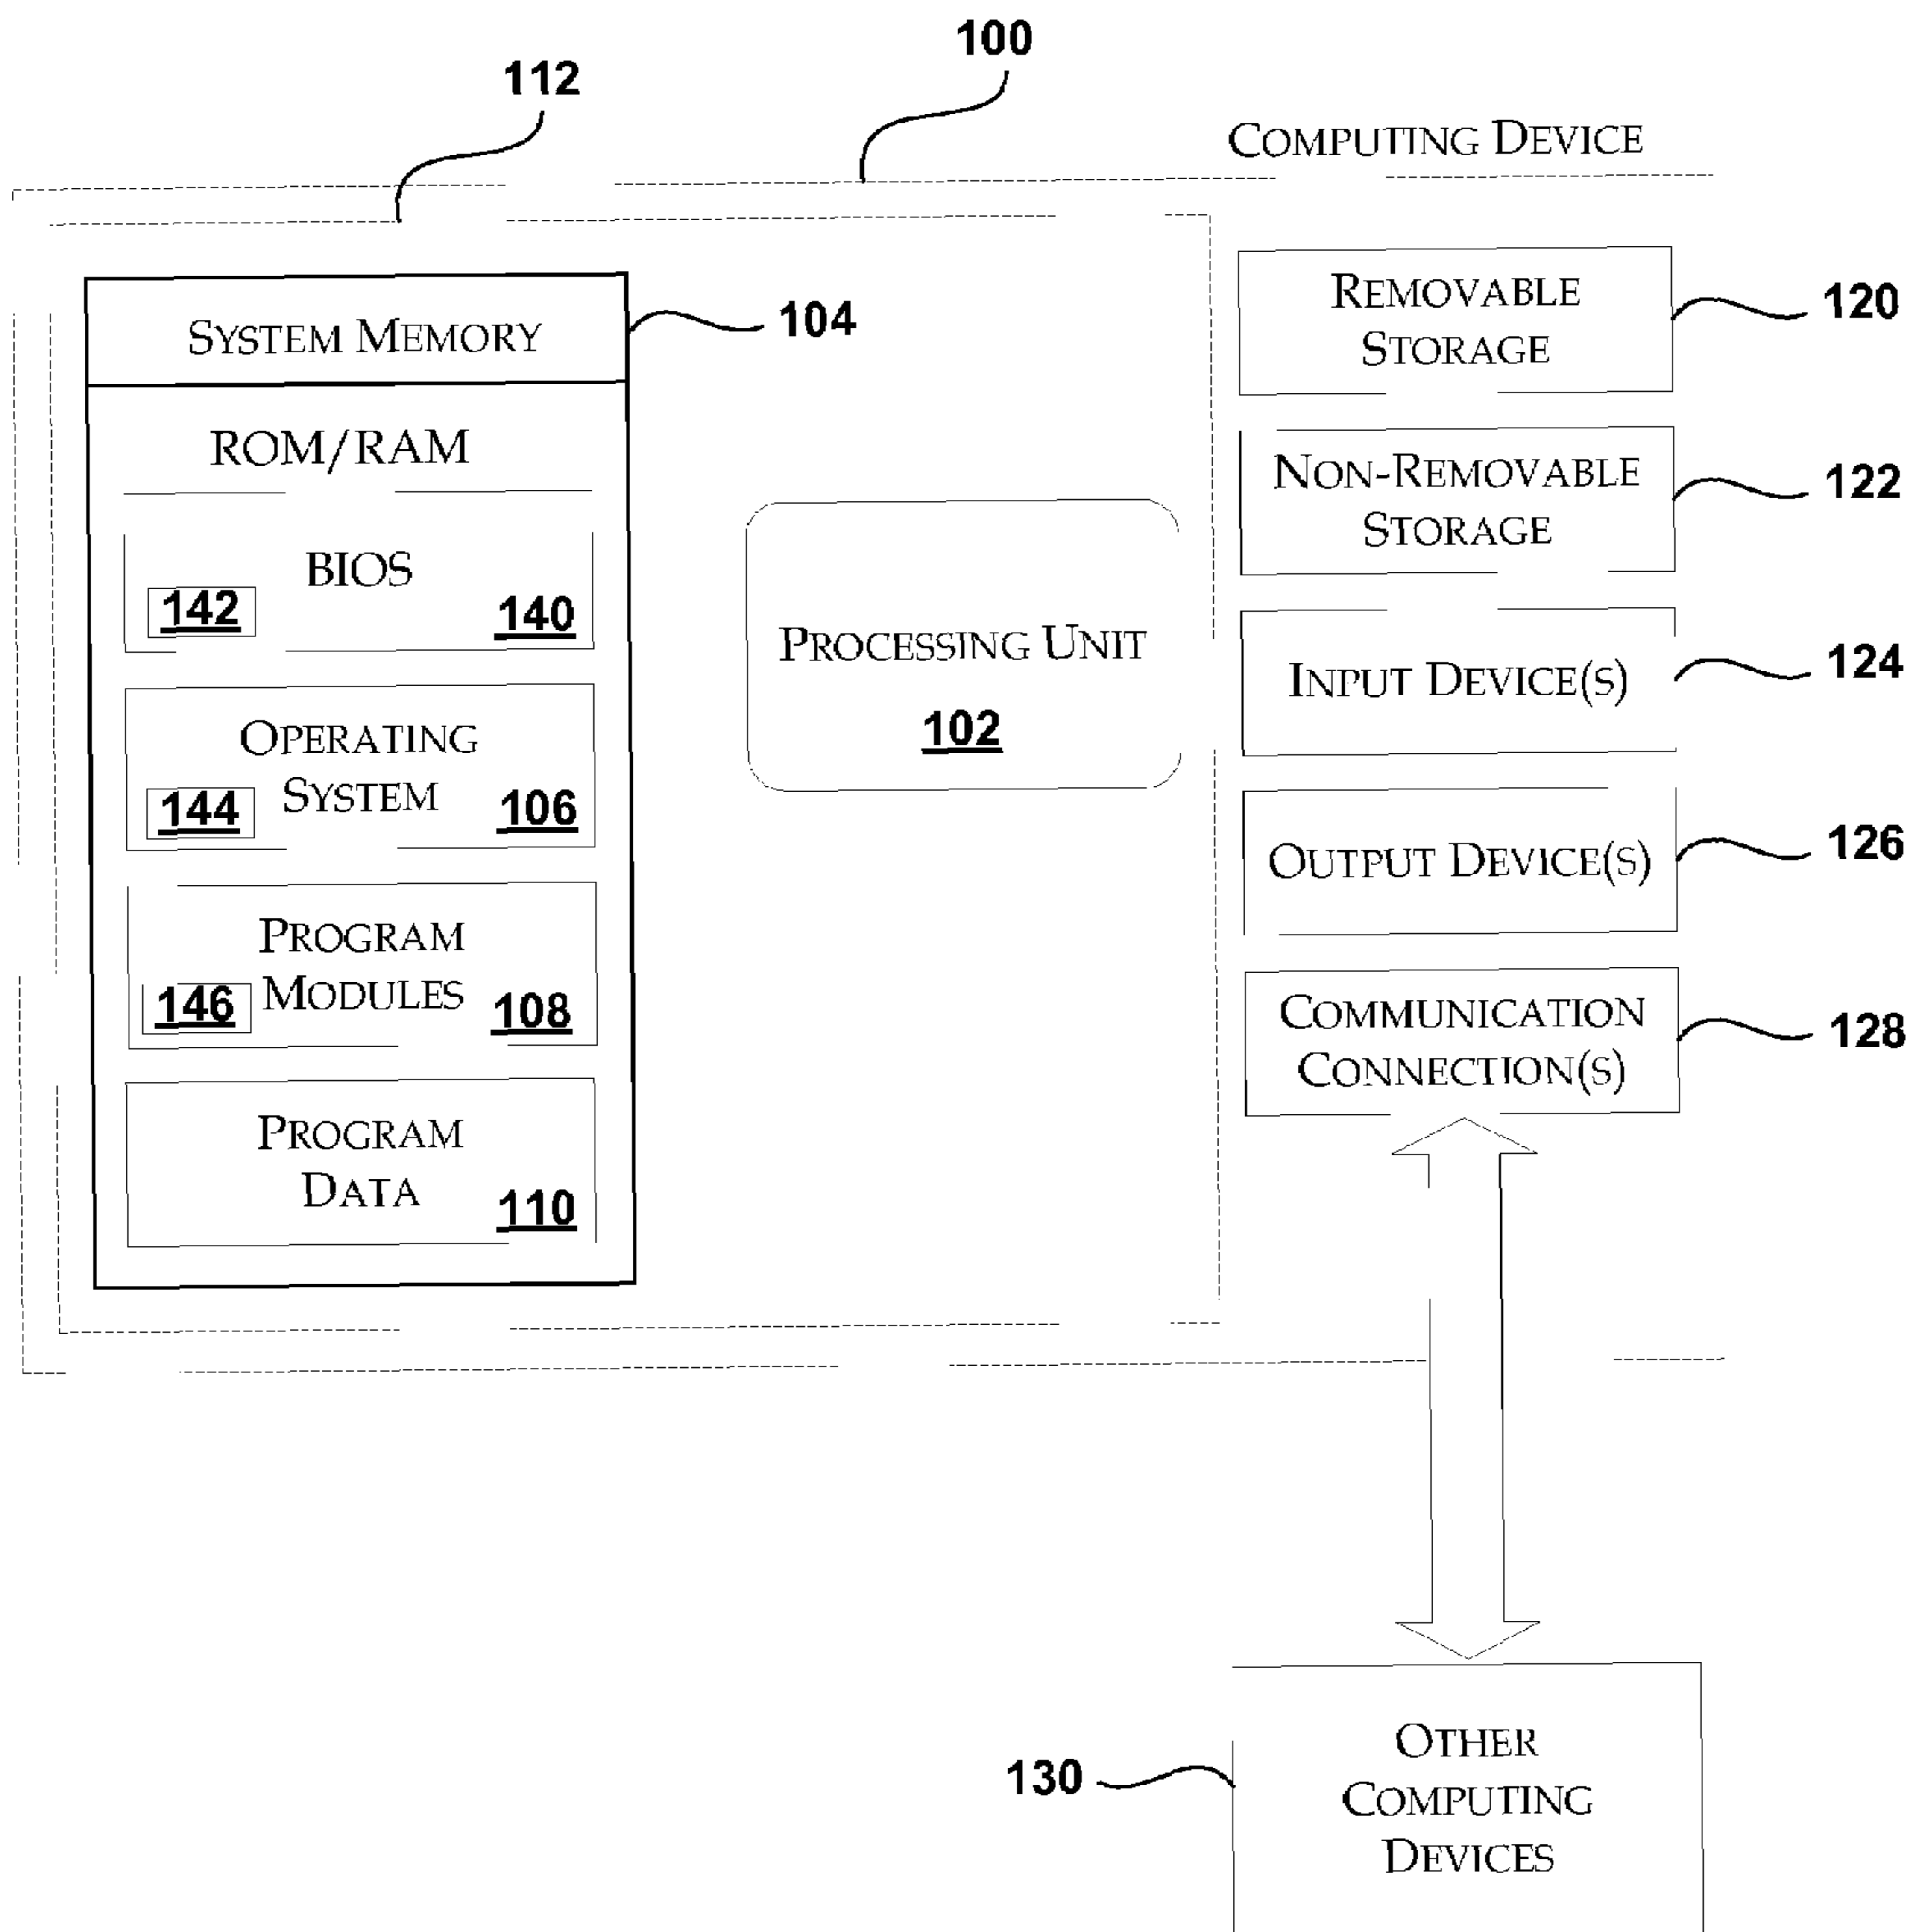 100
112
COMPUTING DEVICE
SYSTEM MEMORY
104
ROM/RAM
BIOS
142
140
OPERATING
SYSTEM
144
106
PROGRAM
MODULES
146
108
PROGRAM
DATA
110
PROCESSING UNIT
102
REMOVABLE
STORAGE
120
NON-REMOVABLE
STORAGE
122
INPUT DEVICE(S)
124
OUTPUT DEVICE(S)
126
COMMUNICATION
CONNECTION(S)
128
130
OTHER
COMPUTING
DEVICES